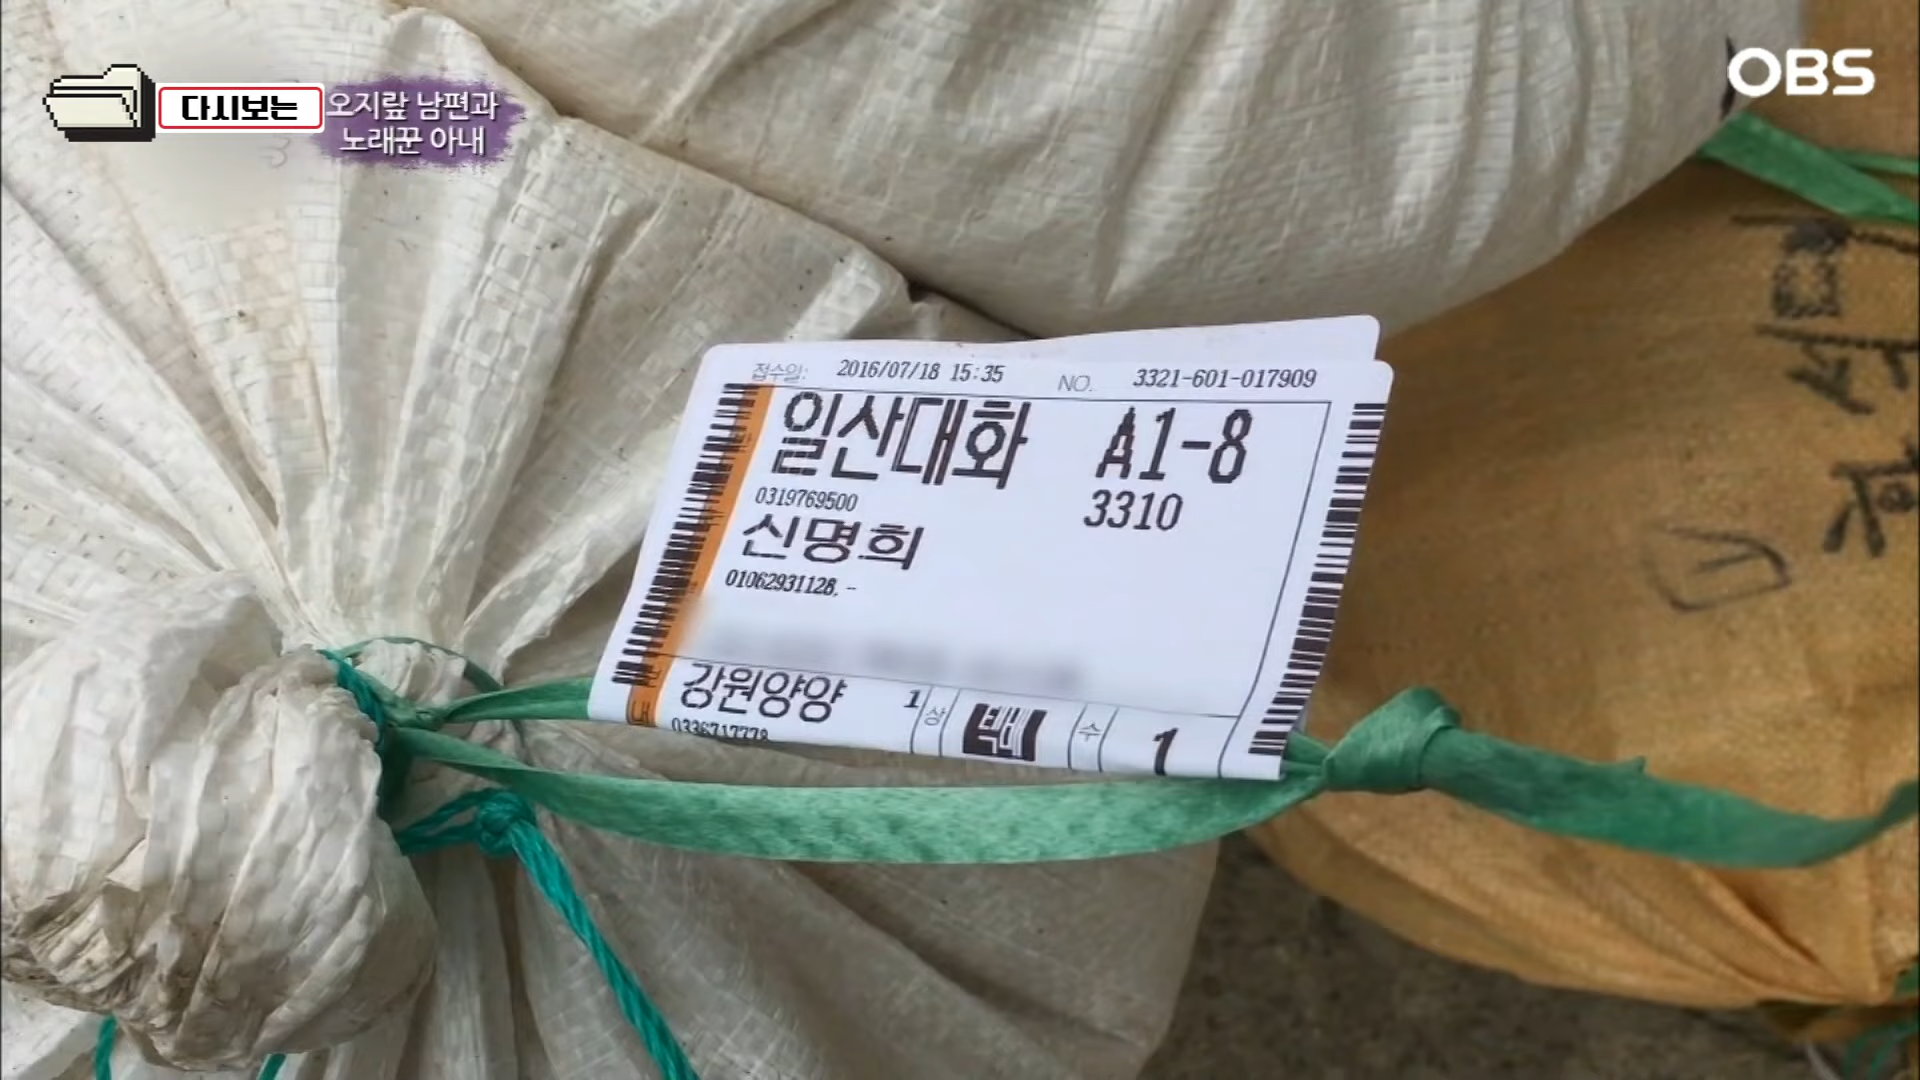 다시보는
오지랖 남편과
노래꾼 아내
OBS
접수일: 2016/07/18 15:35 NO. 3321-601-017909
일산대화 A1-8
0319769500 3310
신명희
01062931128, -
강원양양 1 상 백 수 1
0336717778